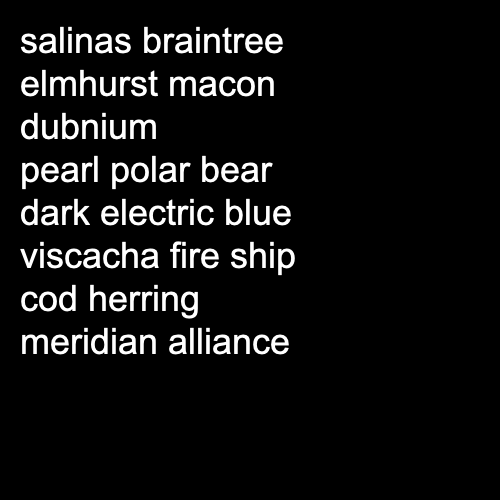 salinas braintree
elmhurst macon
dubnium
pearl polar bear
dark electric blue
viscacha fire ship
cod herring
meridian alliance